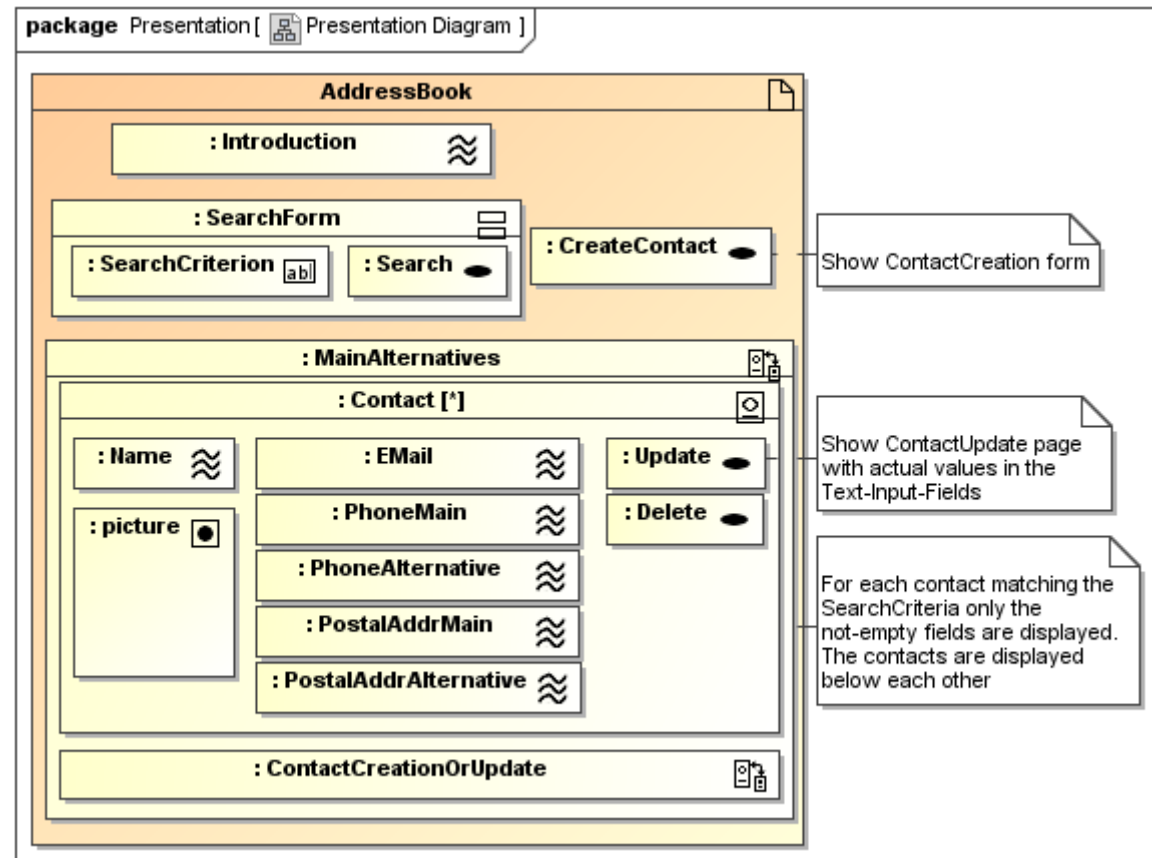 package Presentation [ Presentation Diagram ]
AddressBook
: Introduction
: SearchForm
: SearchCriterion ab|
: Search
: CreateContact
Show ContactCreation form
: MainAlternatives
: Contact [*]
: Name
: picture
: EMail
: PhoneMain
: PhoneAlternative
: PostalAddrMain
: PostalAddrAlternative
: Update
: Delete
Show ContactUpdate page
with actual values in the
Text-Input-Fields
For each contact matching the
SearchCriteria only the
not-empty fields are displayed.
The contacts are displayed
below each other
: ContactCreationOrUpdate